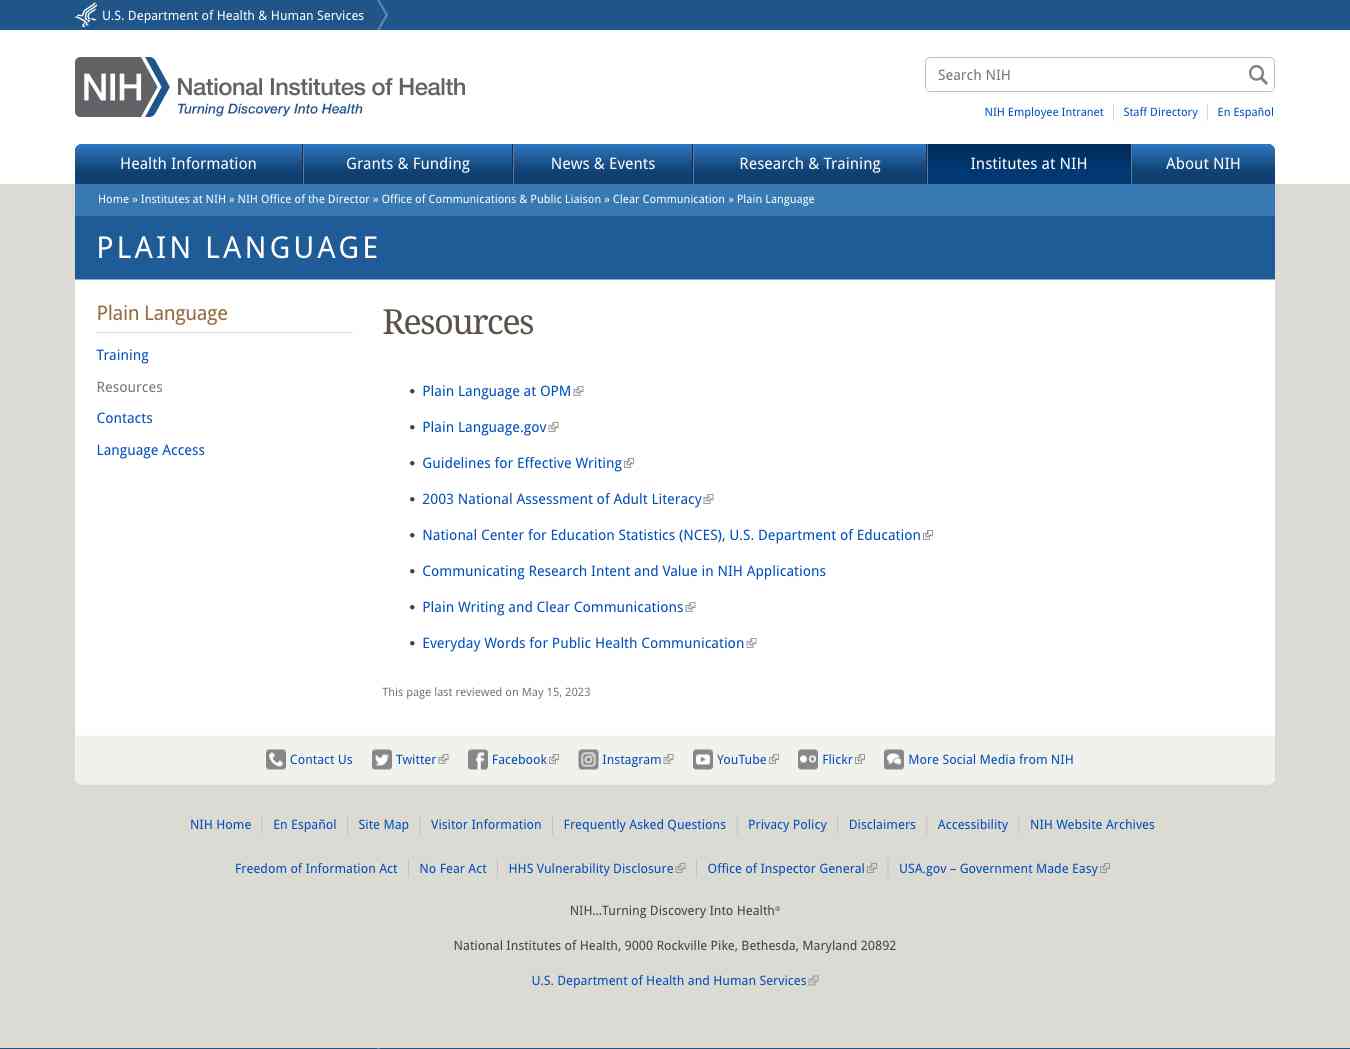 U.S. Department of Health & Human Services
NIH National Institutes of Health
Turning Discovery Into Health
Search NIH
NIH Employee Intranet Staff Directory En Español
Health Information Grants & Funding News & Events Research & Training Institutes at NIH About NIH
Home » Institutes at NIH » NIH Office of the Director » Office of Communications & Public Liaison » Clear Communication » Plain Language
PLAIN LANGUAGE
Plain Language
Training
Resources
Contacts
Language Access
Resources
• Plain Language at OPM
• Plain Language.gov
• Guidelines for Effective Writing
• 2003 National Assessment of Adult Literacy
• National Center for Education Statistics (NCES), U.S. Department of Education
• Communicating Research Intent and Value in NIH Applications
• Plain Writing and Clear Communications
• Everyday Words for Public Health Communication
This page last reviewed on May 15, 2023
Contact Us Twitter Facebook Instagram YouTube Flickr More Social Media from NIH
NIH Home En Español Site Map Visitor Information Frequently Asked Questions Privacy Policy Disclaimers Accessibility NIH Website Archives
Freedom of Information Act No Fear Act HHS Vulnerability Disclosure Office of Inspector General USA.gov – Government Made Easy
NIH…Turning Discovery Into Health®
National Institutes of Health, 9000 Rockville Pike, Bethesda, Maryland 20892
U.S. Department of Health and Human Services